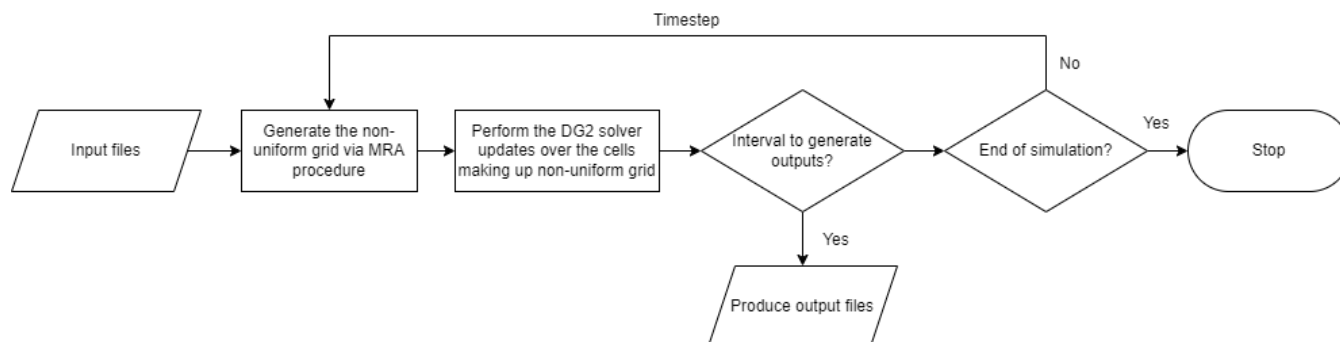 Timestep
No
Input files
Generate the non-
uniform grid via MRA
procedure
Perform the DG2 solver
updates over the cells
making up non-uniform grid
Interval to generate
outputs?
End of simulation?
Yes
Stop
Yes
Produce output files